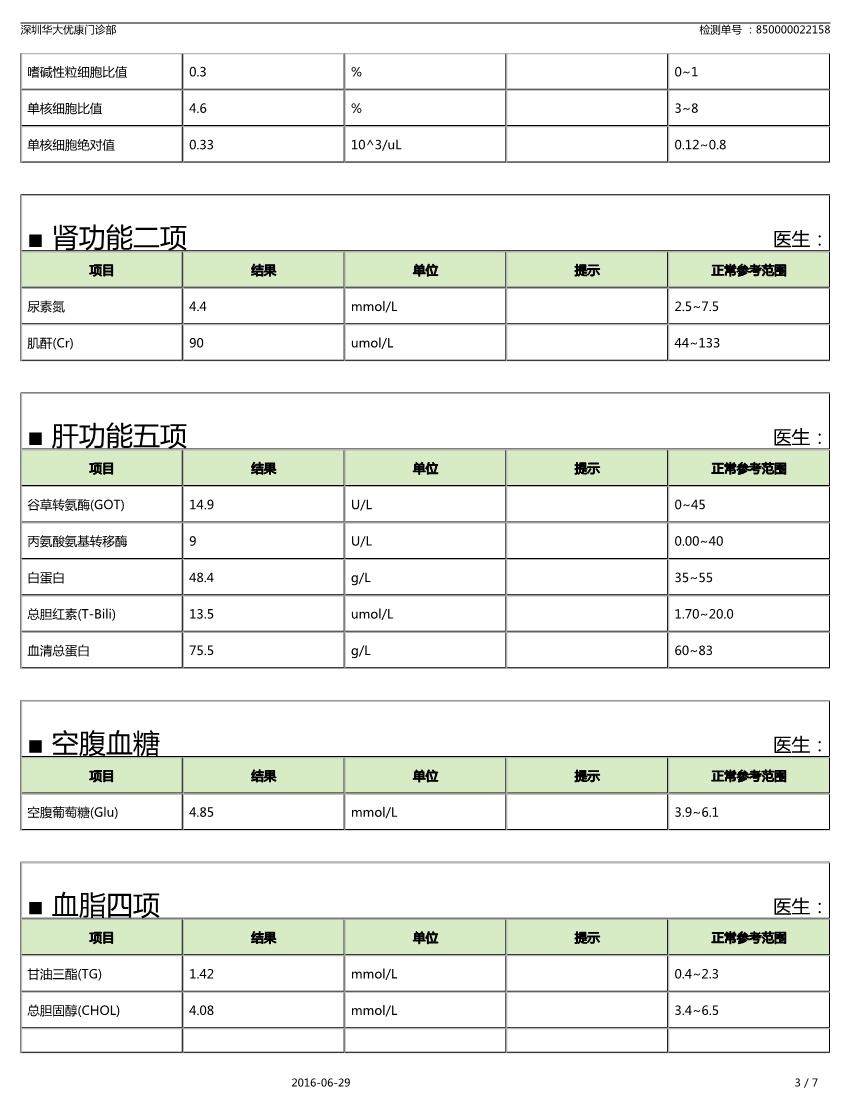 深圳华大优康门诊部 检测单号 ：850000022158
嗜碱性粒细胞比值 0.3 % 0~1
单核细胞比值 4.6 % 3~8
单核细胞绝对值 0.33 10^3/uL 0.12~0.8
■ 肾功能二项 医生：
项目 结果 单位 提示 正常参考范围
尿素氮 4.4 mmol/L 2.5~7.5
肌酐(Cr) 90 umol/L 44~133
■ 肝功能五项 医生：
项目 结果 单位 提示 正常参考范围
谷草转氨酶(GOT) 14.9 U/L 0~45
丙氨酸氨基转移酶 9 U/L 0.00~40
白蛋白 48.4 g/L 35~55
总胆红素(T-Bili) 13.5 umol/L 1.70~20.0
血清总蛋白 75.5 g/L 60~83
■ 空腹血糖 医生：
项目 结果 单位 提示 正常参考范围
空腹葡萄糖(Glu) 4.85 mmol/L 3.9~6.1
■ 血脂四项 医生：
项目 结果 单位 提示 正常参考范围
甘油三酯(TG) 1.42 mmol/L 0.4~2.3
总胆固醇(CHOL) 4.08 mmol/L 3.4~6.5
2016-06-29 3 / 7